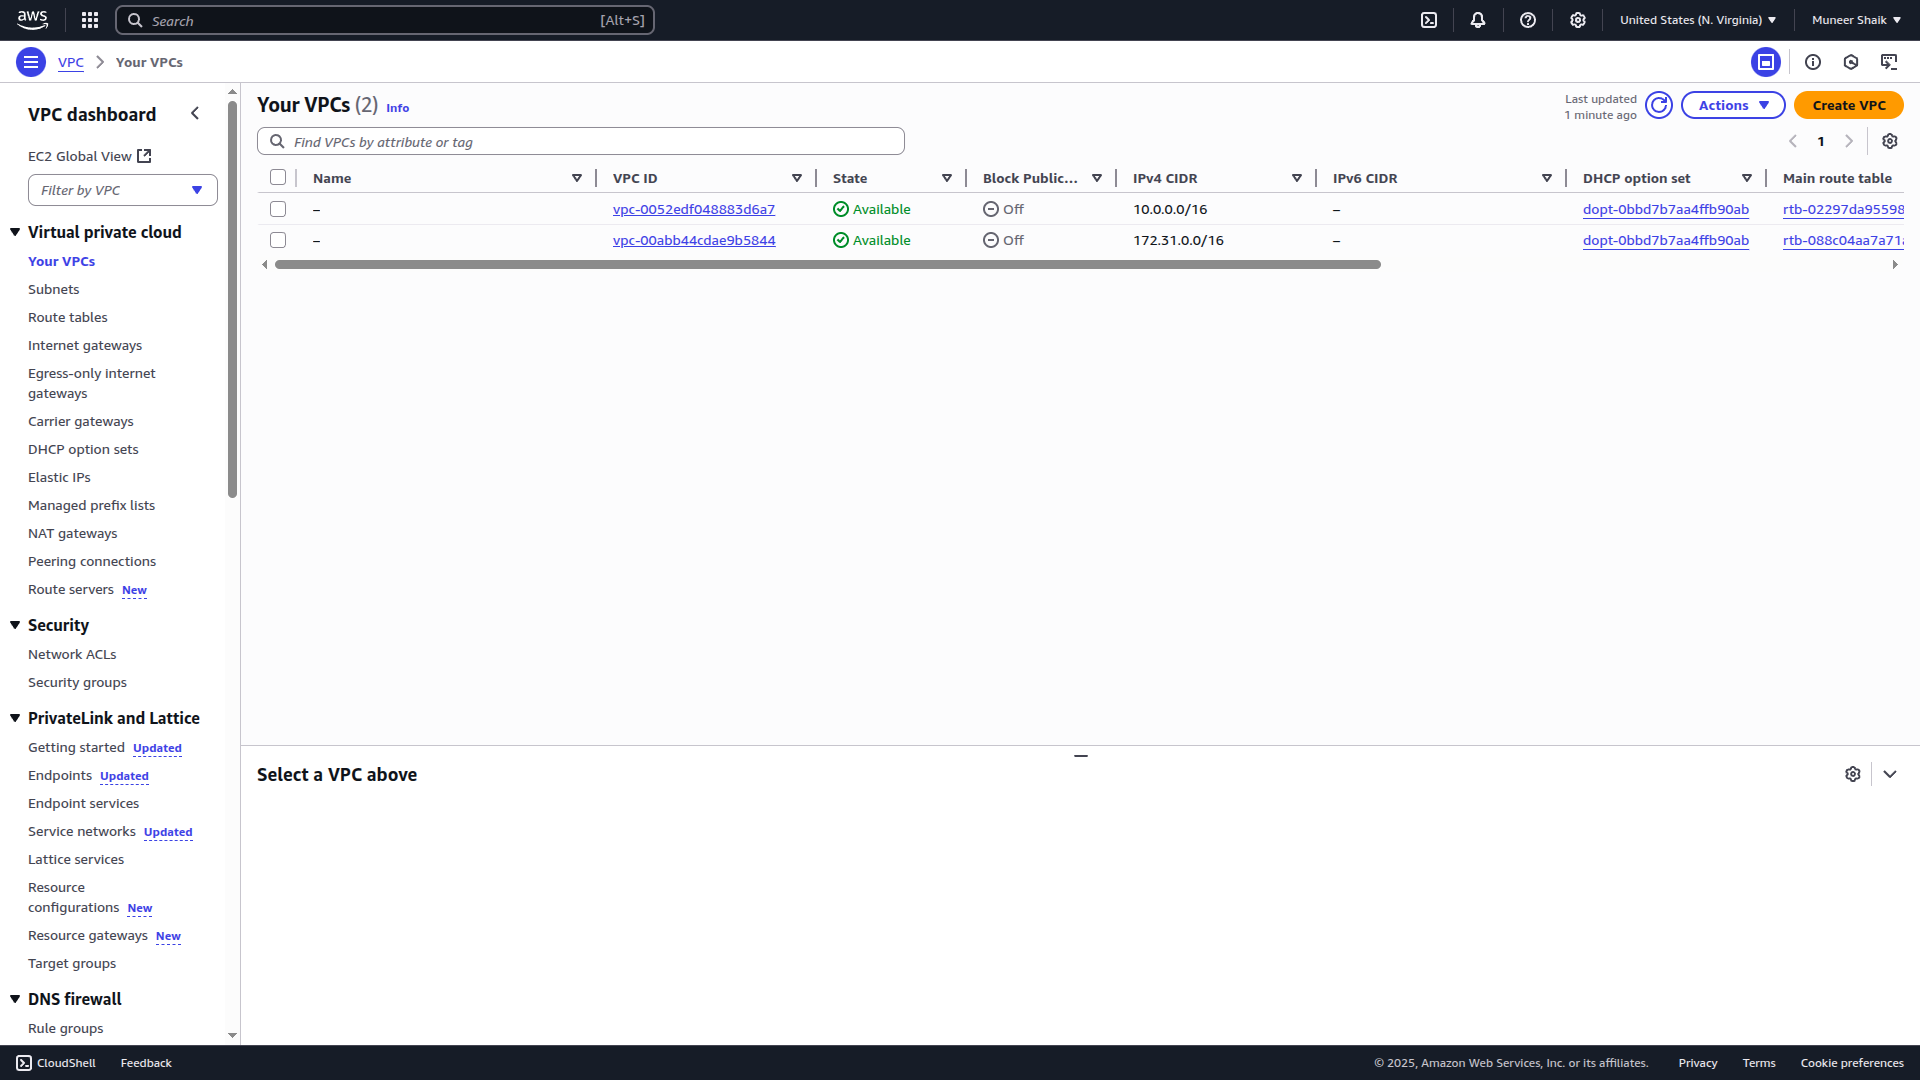 aws
Search
[Alt+S]
United States (N. Virginia)
Muneer Shaik
VPC
Your VPCs
VPC dashboard
EC2 Global View
Filter by VPC
Virtual private cloud
Your VPCs
Subnets
Route tables
Internet gateways
Egress-only internet
gateways
Carrier gateways
DHCP option sets
Elastic IPs
Managed prefix lists
NAT gateways
Peering connections
Route servers New
Security
Network ACLs
Security groups
PrivateLink and Lattice
Getting started Updated
Endpoints Updated
Endpoint services
Service networks Updated
Lattice services
Resource
configurations New
Resource gateways New
Target groups
DNS firewall
Rule groups
Your VPCs (2) Info
Last updated
1 minute ago
Actions
Create VPC
Find VPCs by attribute or tag
1
Name VPC ID State Block Public... IPv4 CIDR IPv6 CIDR DHCP option set Main route table
– vpc-0052edf048883d6a7 Available Off 10.0.0.0/16 – dopt-0bbd7b7aa4ffb90ab rtb-02297da95598
– vpc-00abb44cdae9b5844 Available Off 172.31.0.0/16 – dopt-0bbd7b7aa4ffb90ab rtb-088c04aa7a71
Select a VPC above
CloudShell
Feedback
© 2025, Amazon Web Services, Inc. or its affiliates.
Privacy
Terms
Cookie preferences